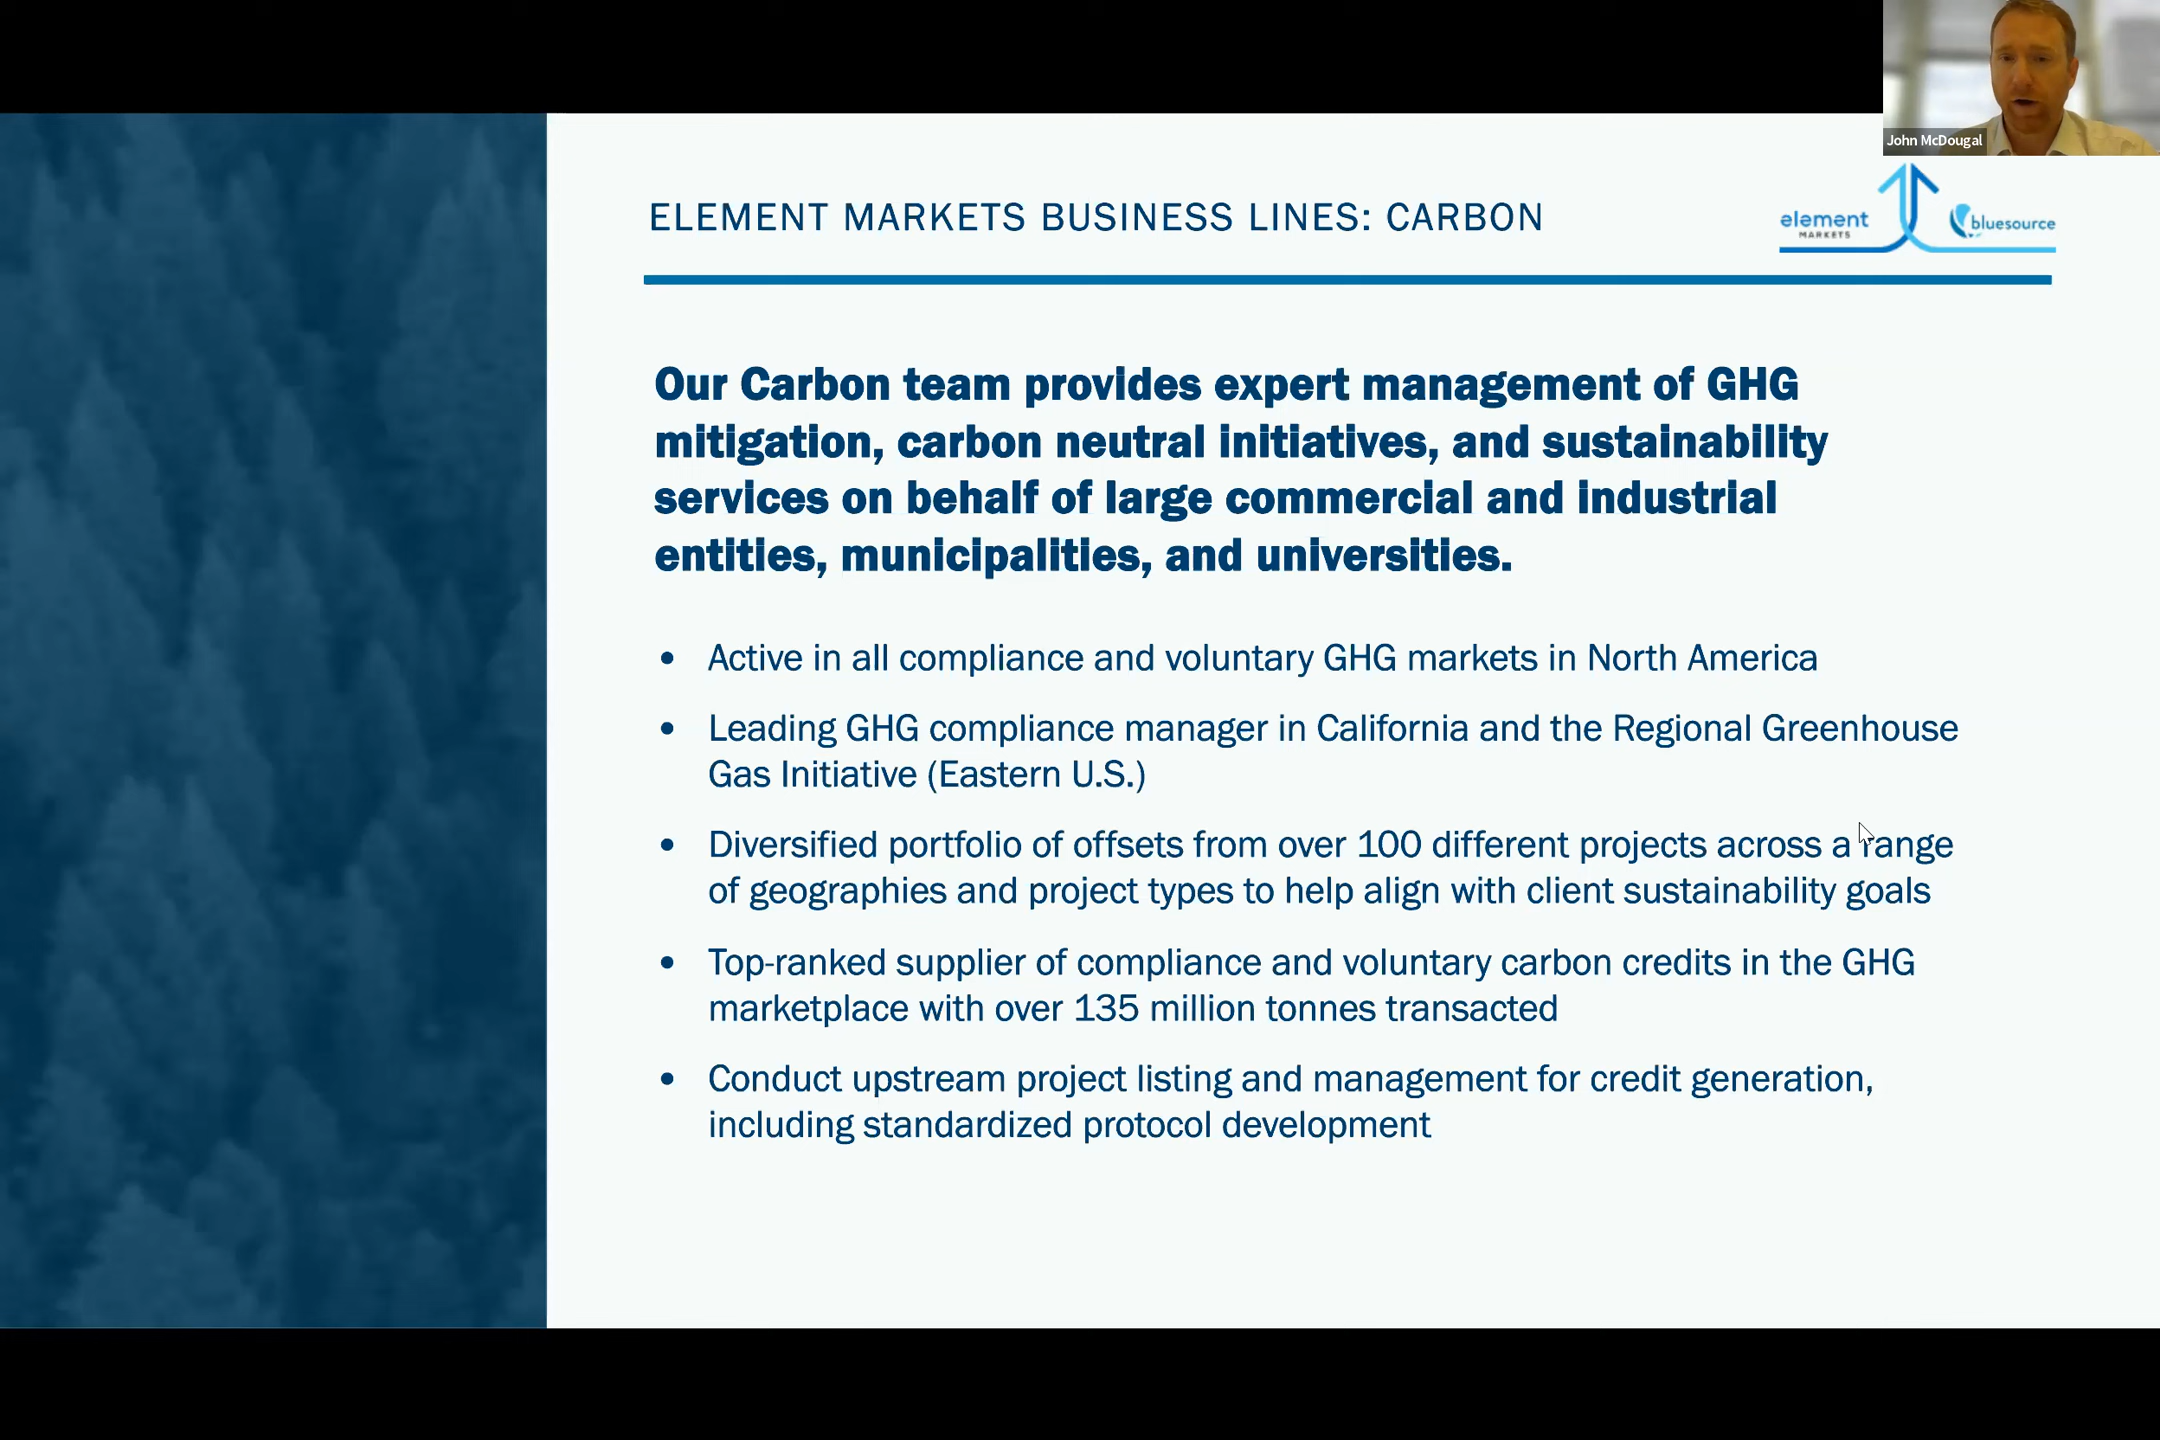 John McDougal
ELEMENT MARKETS BUSINESS LINES: CARBON
element
MARKETS
bluesource
Our Carbon team provides expert management of GHG
mitigation, carbon neutral initiatives, and sustainability
services on behalf of large commercial and industrial
entities, municipalities, and universities.
• Active in all compliance and voluntary GHG markets in North America
• Leading GHG compliance manager in California and the Regional Greenhouse
Gas Initiative (Eastern U.S.)
• Diversified portfolio of offsets from over 100 different projects across a range
of geographies and project types to help align with client sustainability goals
• Top-ranked supplier of compliance and voluntary carbon credits in the GHG
marketplace with over 135 million tonnes transacted
• Conduct upstream project listing and management for credit generation,
including standardized protocol development